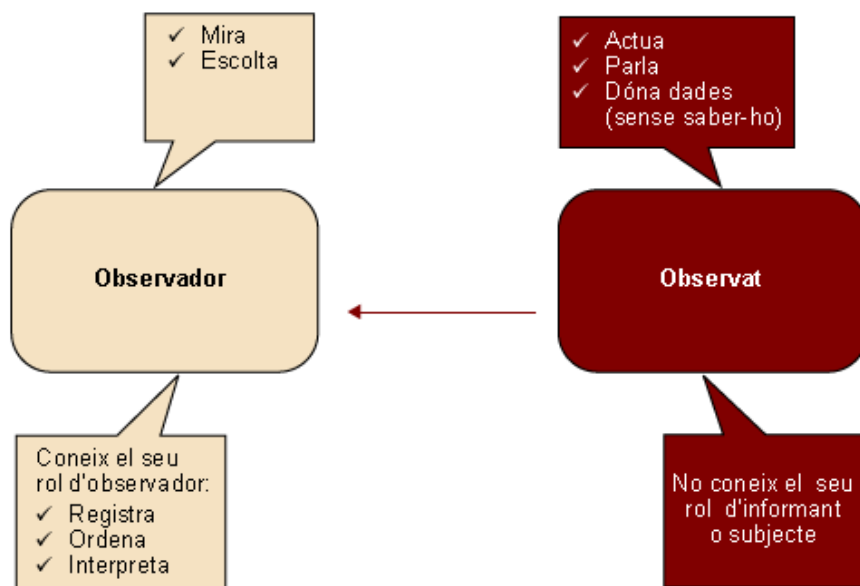 ✓ Mira
✓ Escolta
✓ Actua
✓ Parla
✓ Dóna dades
(sense saber-ho)
Observador
Observat
Coneix el seu
rol d'observador:
✓ Registra
✓ Ordena
✓ Interpreta
No coneix el seu
rol d'informant
o subjecte